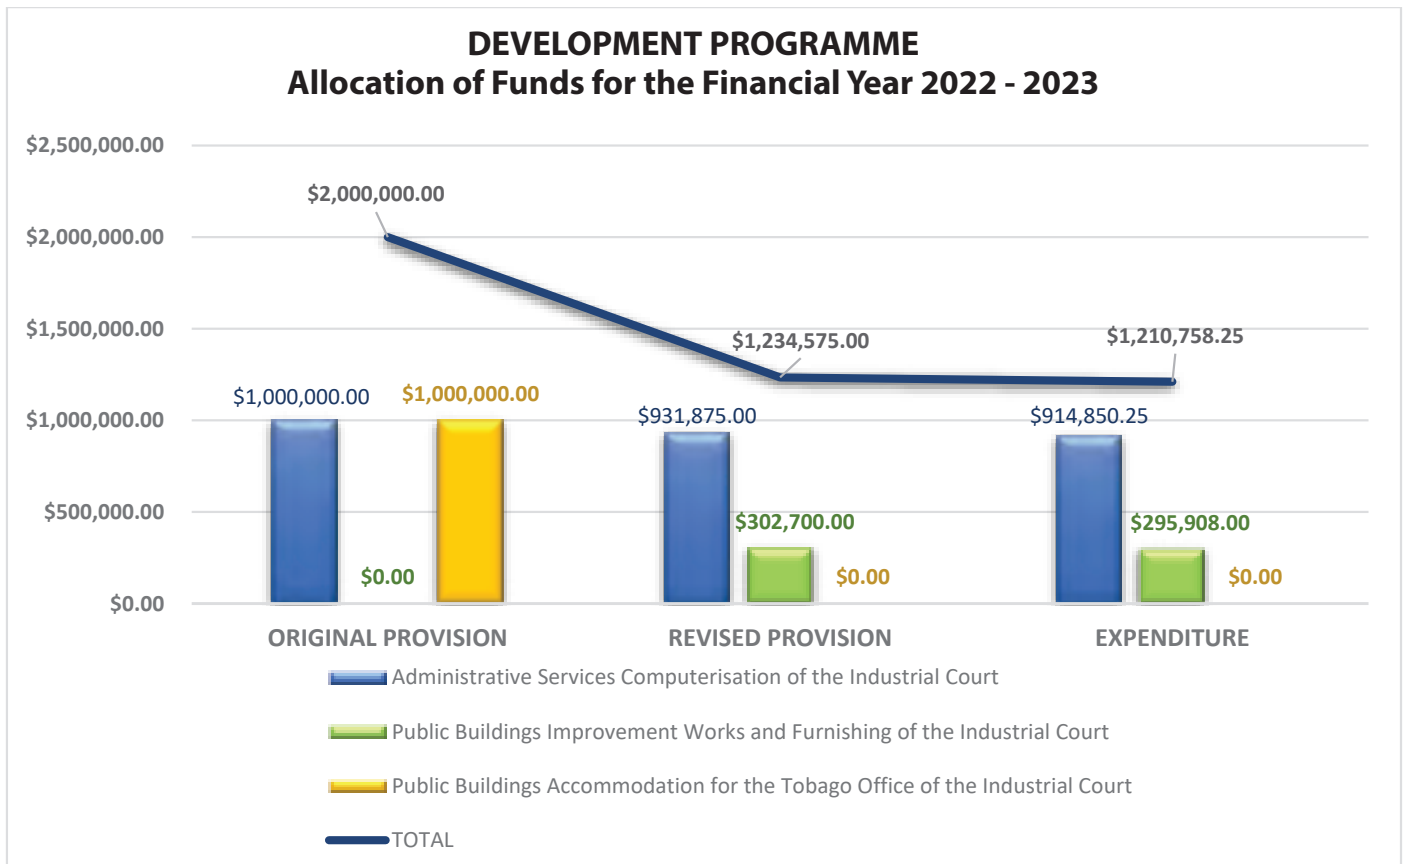 DEVELOPMENT PROGRAMME
Allocation of Funds for the Financial Year 2022 - 2023
$2,500,000.00
$2,000,000.00
$1,500,000.00
$1,000,000.00
$500,000.00
$0.00
$2,000,000.00
$1,234,575.00
$1,210,758.25
$1,000,000.00
$0.00
$1,000,000.00
$931,875.00
$302,700.00
$0.00
$914,850.25
$295,908.00
$0.00
ORIGINAL PROVISION
REVISED PROVISION
EXPENDITURE
Administrative Services Computerisation of the Industrial Court
Public Buildings Improvement Works and Furnishing of the Industrial Court
Public Buildings Accommodation for the Tobago Office of the Industrial Court
TOTAL